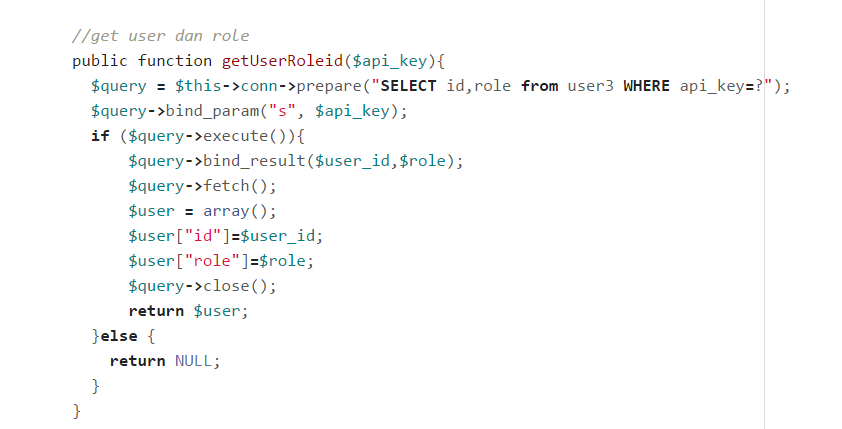 //get user dan role
public function getUserRoleid($api_key){
$query = $this->conn->prepare("SELECT id,role from user3 WHERE api_key=?");
$query->bind_param("s", $api_key);
if ($query->execute()){
$query->bind_result($user_id,$role);
$query->fetch();
$user = array();
$user["id"]=$user_id;
$user["role"]=$role;
$query->close();
return $user;
}else {
return NULL;
}
}